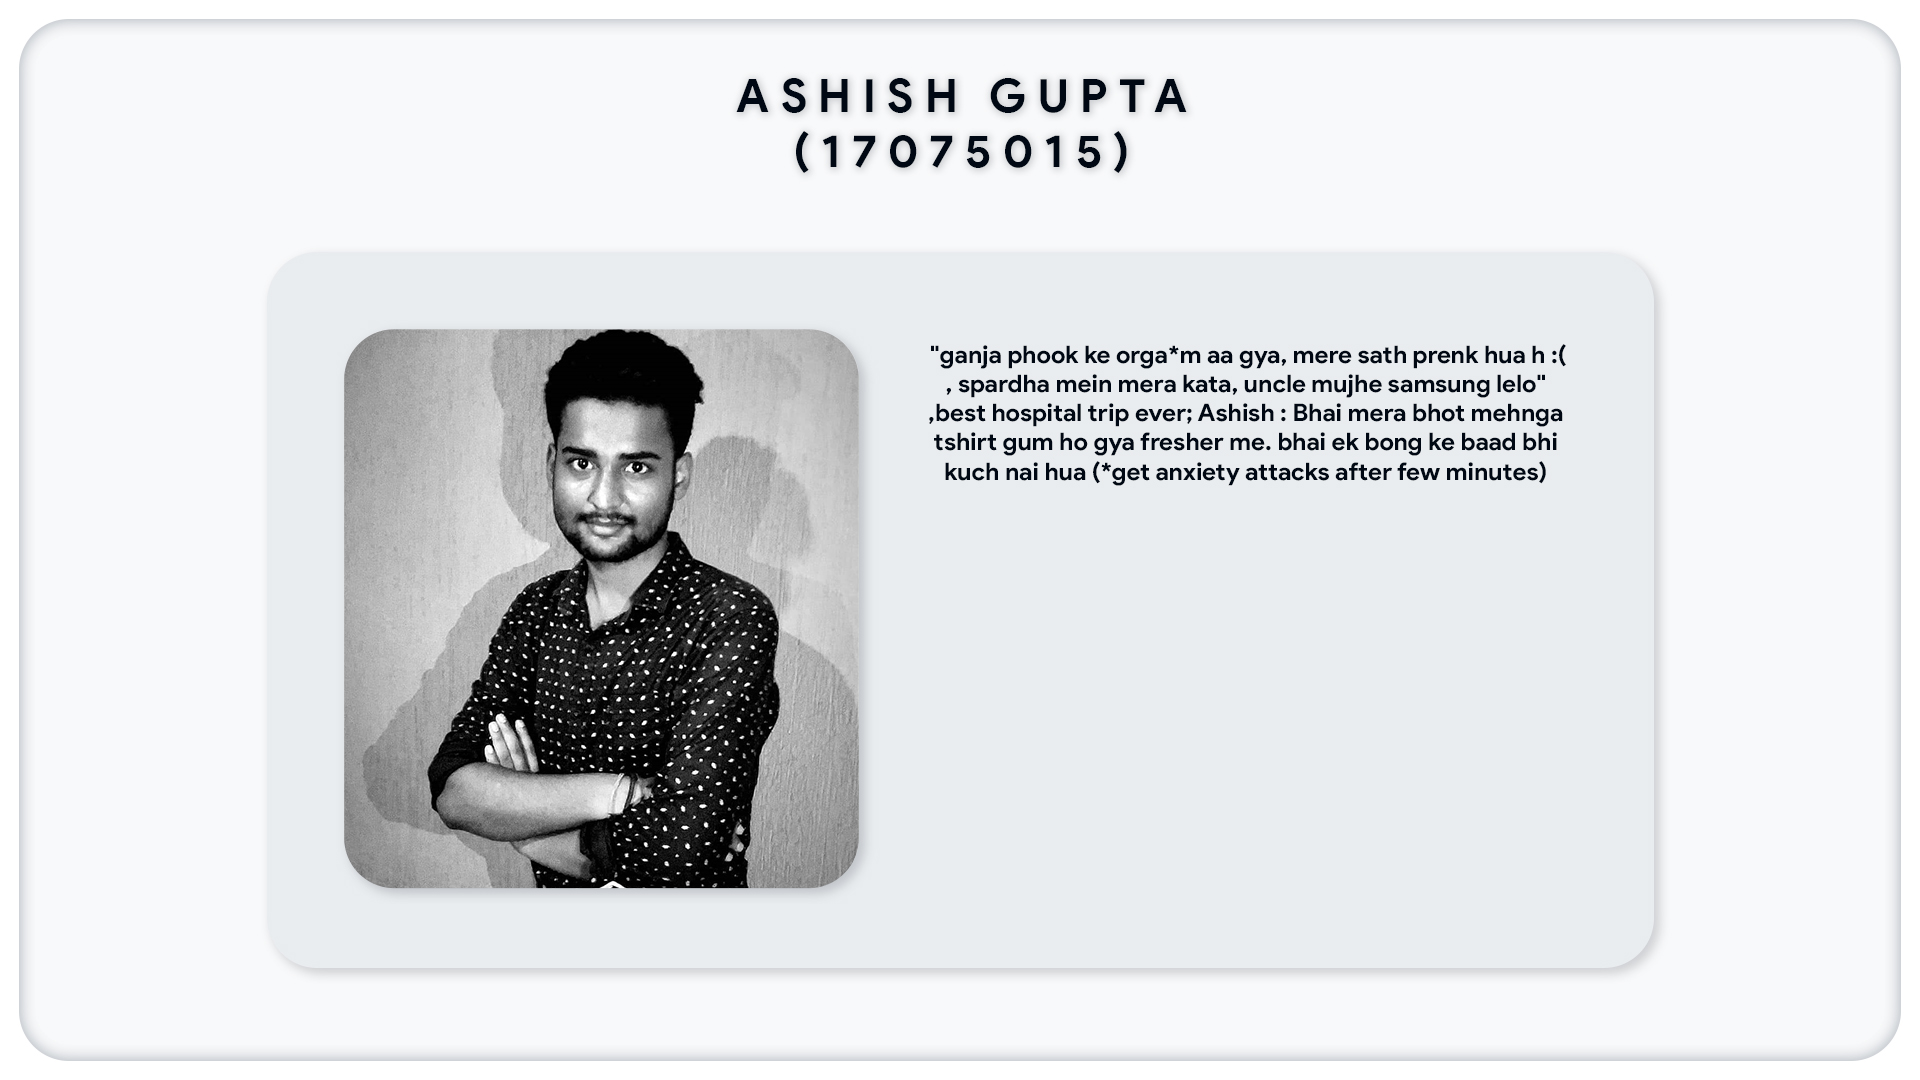 ASHISH GUPTA
(17075015)
"ganja phook ke orga*m aa gya, mere sath prenk hua h :(
, spardha mein mera kata, uncle mujhe samsung lelo"
,best hospital trip ever; Ashish : Bhai mera bhot mehnga
tshirt gum ho gya fresher me. bhai ek bong ke baad bhi
kuch nai hua (*get anxiety attacks after few minutes)